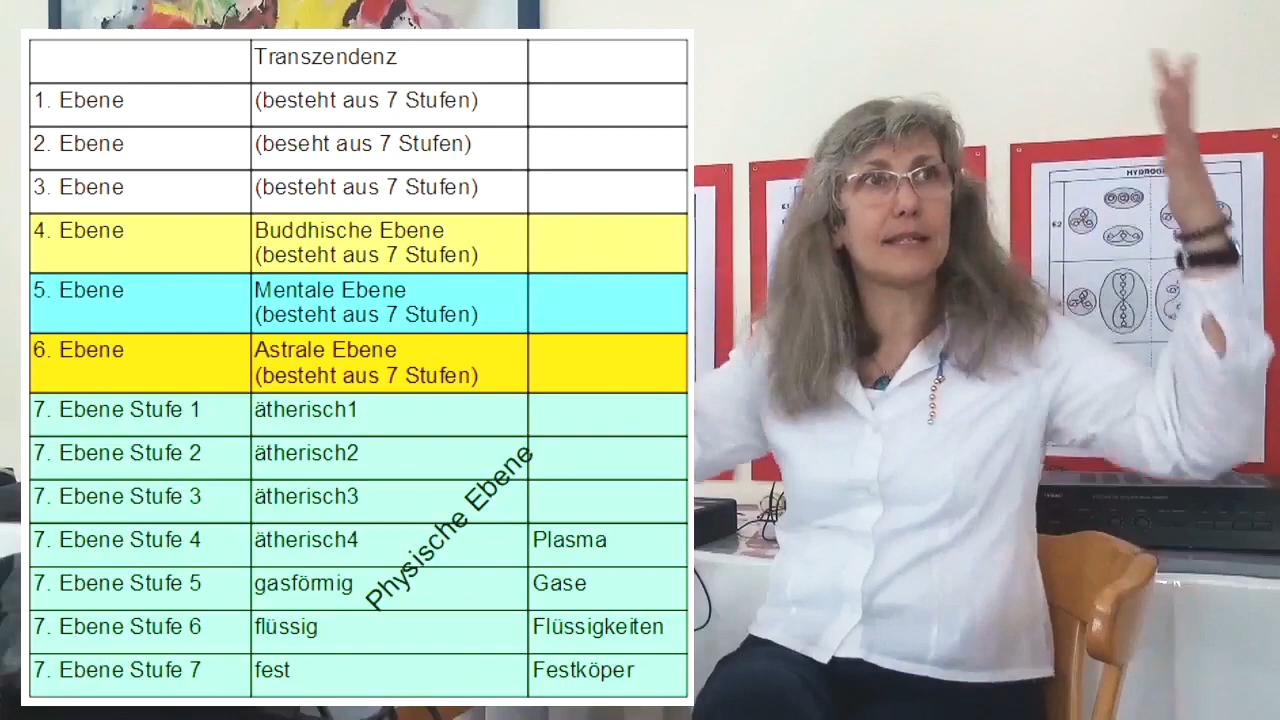 Transzendenz
1. Ebene (besteht aus 7 Stufen)
2. Ebene (beseht aus 7 Stufen)
3. Ebene (besteht aus 7 Stufen)
4. Ebene Buddhische Ebene
(besteht aus 7 Stufen)
5. Ebene Mentale Ebene
(besteht aus 7 Stufen)
6. Ebene Astrale Ebene
(besteht aus 7 Stufen)
7. Ebene Stufe 1 ätherisch1
7. Ebene Stufe 2 ätherisch2
7. Ebene Stufe 3 ätherisch3
7. Ebene Stufe 4 ätherisch4 Plasma
7. Ebene Stufe 5 gasförmig Gase
7. Ebene Stufe 6 flüssig Flüssigkeiten
7. Ebene Stufe 7 fest Festköper
Physische Ebene
E2